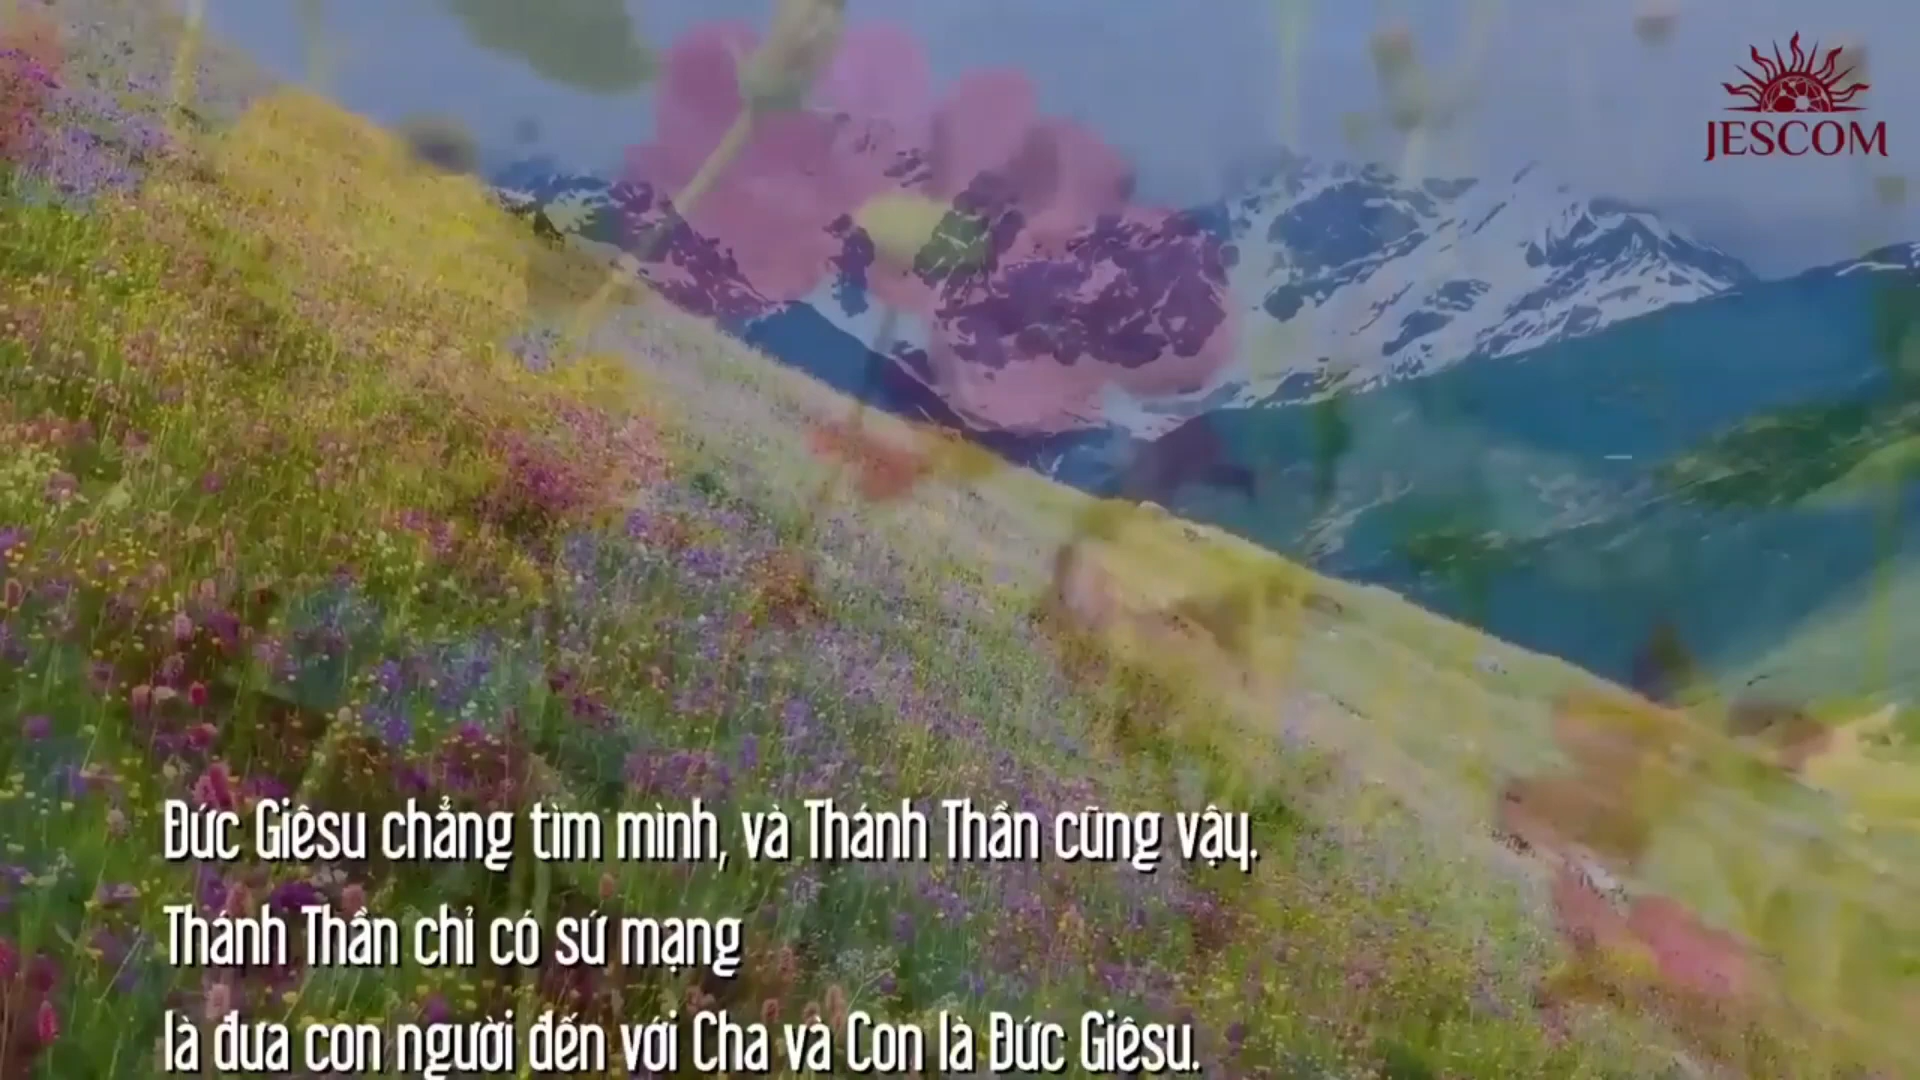 JESCOM
Đức Giêsu chẳng tìm mình, và Thánh Thần cũng vậy.
Thánh Thần chỉ có sứ mạng
là đưa con người đến với Cha và Con là Đức Giêsu.